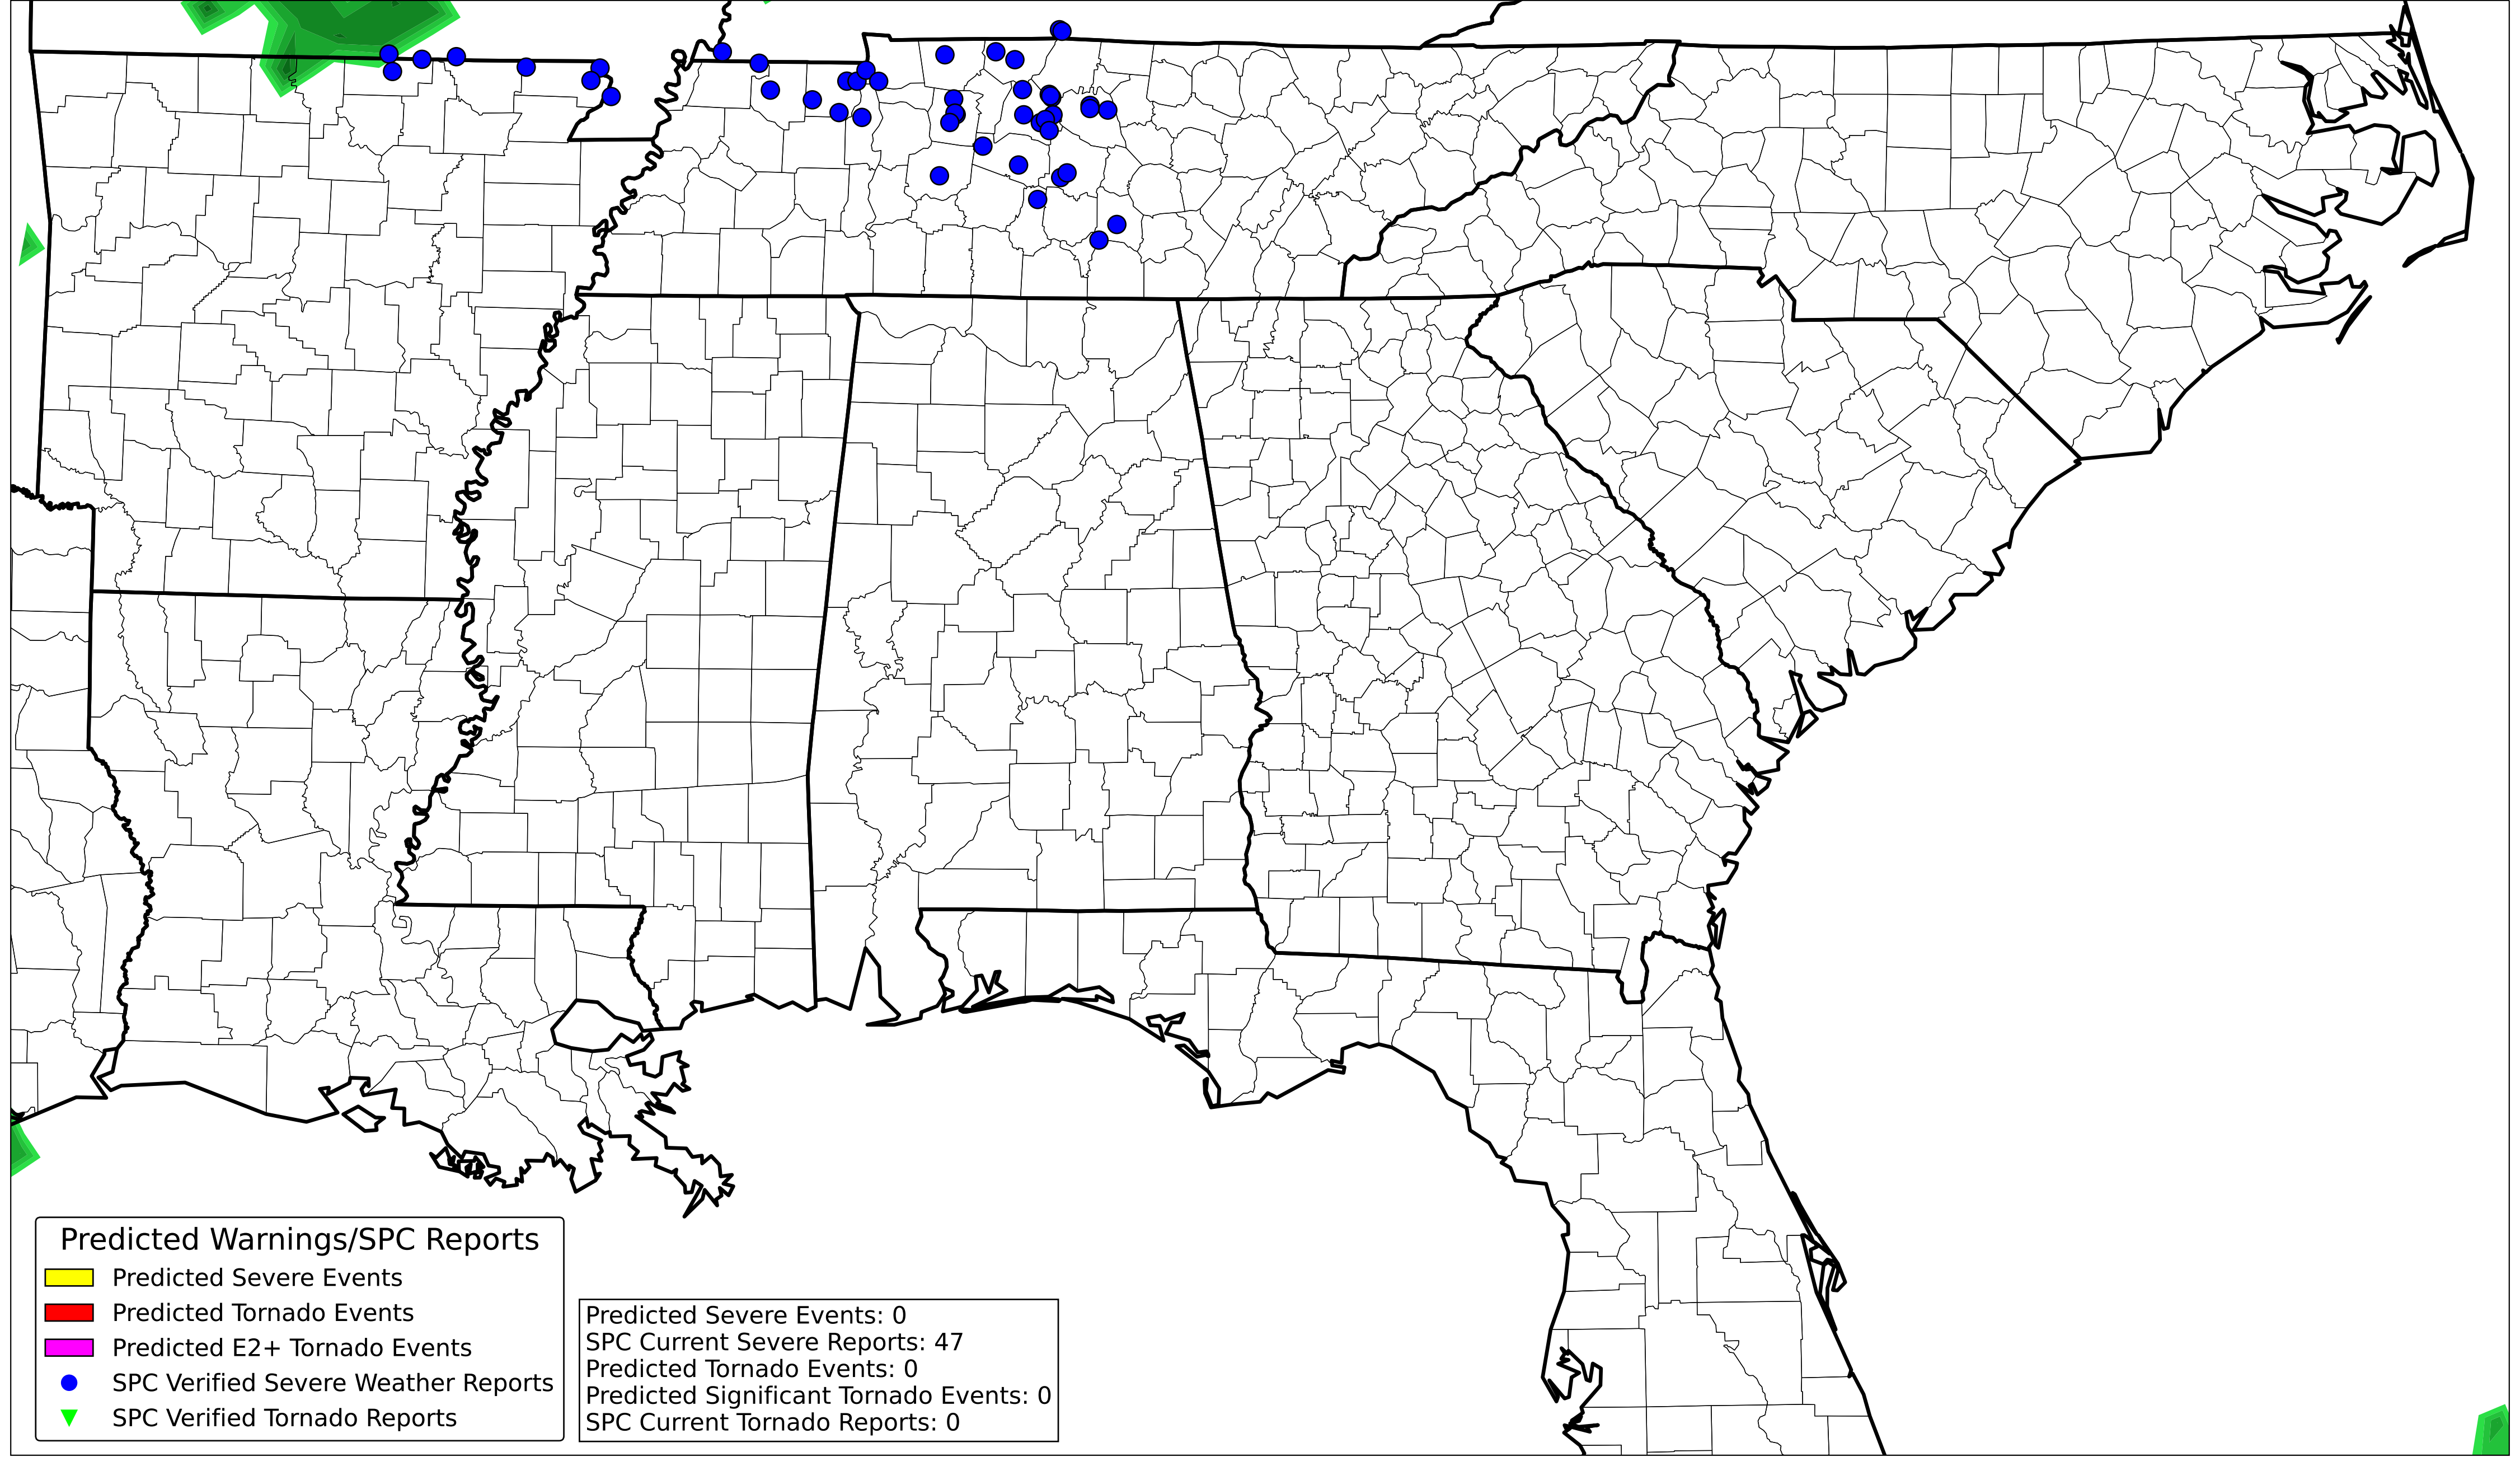 Predicted Warnings/SPC Reports
Predicted Severe Events
Predicted Tornado Events
Predicted E2+ Tornado Events
SPC Verified Severe Weather Reports
SPC Verified Tornado Reports
Predicted Severe Events: 0
SPC Current Severe Reports: 47
Predicted Tornado Events: 0
Predicted Significant Tornado Events: 0
SPC Current Tornado Reports: 0